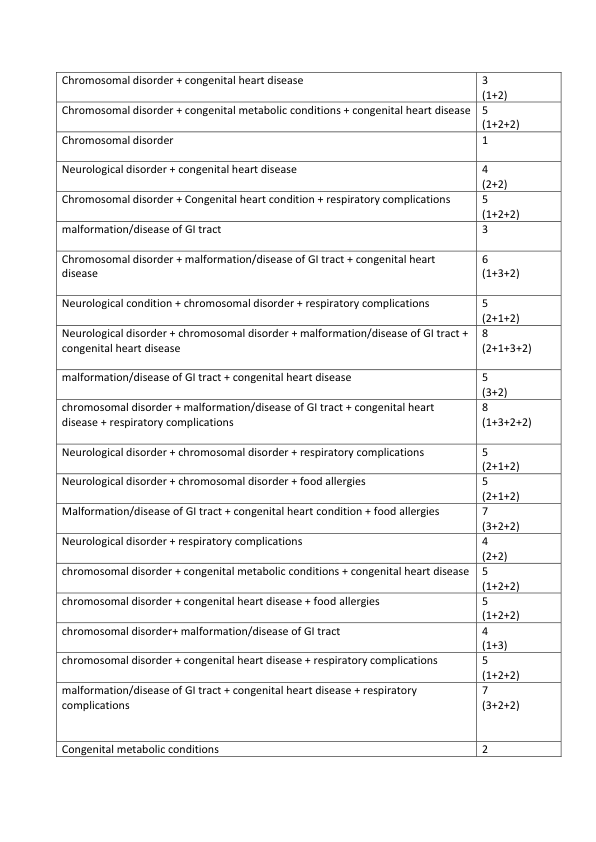 Chromosomal disorder + congenital heart disease
3
(1+2)
Chromosomal disorder + congenital metabolic conditions + congenital heart disease
5
(1+2+2)
Chromosomal disorder
1
Neurological disorder + congenital heart disease
4
(2+2)
Chromosomal disorder + Congenital heart condition + respiratory complications
5
(1+2+2)
malformation/disease of GI tract
3
Chromosomal disorder + malformation/disease of GI tract + congenital heart
disease
6
(1+3+2)
Neurological condition + chromosomal disorder + respiratory complications
5
(2+1+2)
Neurological disorder + chromosomal disorder + malformation/disease of GI tract +
congenital heart disease
8
(2+1+3+2)
malformation/disease of GI tract + congenital heart disease
5
(3+2)
chromosomal disorder + malformation/disease of GI tract + congenital heart
disease + respiratory complications
8
(1+3+2+2)
Neurological disorder + chromosomal disorder + respiratory complications
5
(2+1+2)
Neurological disorder + chromosomal disorder + food allergies
5
(2+1+2)
Malformation/disease of GI tract + congenital heart condition + food allergies
7
(3+2+2)
Neurological disorder + respiratory complications
4
(2+2)
chromosomal disorder + congenital metabolic conditions + congenital heart disease
5
(1+2+2)
chromosomal disorder + congenital heart disease + food allergies
5
(1+2+2)
chromosomal disorder+ malformation/disease of GI tract
4
(1+3)
chromosomal disorder + congenital heart disease + respiratory complications
5
(1+2+2)
malformation/disease of GI tract + congenital heart disease + respiratory
complications
7
(3+2+2)
Congenital metabolic conditions
2